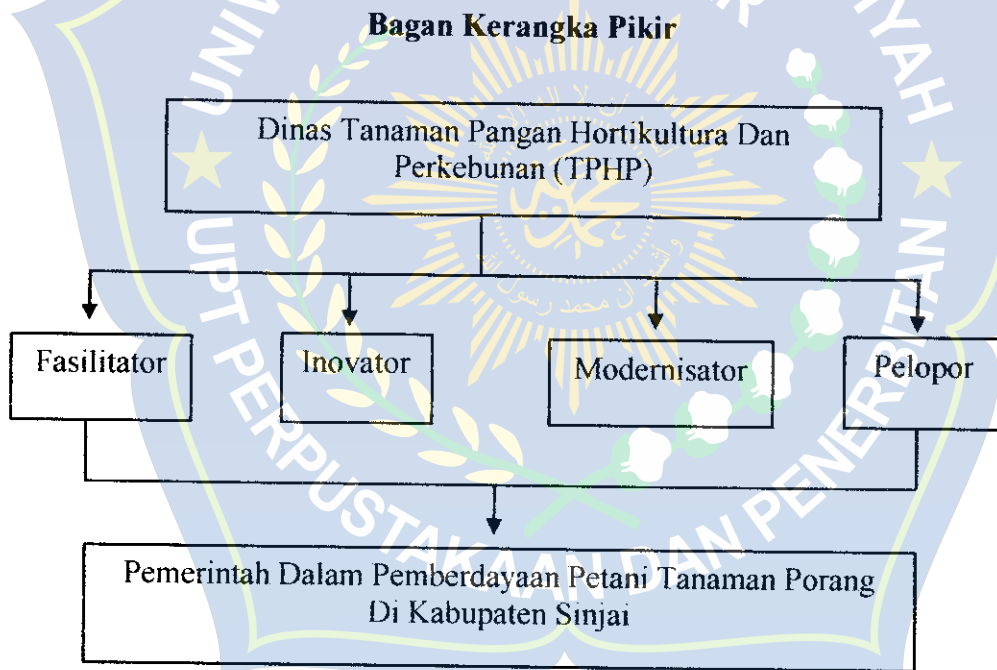 Bagan Kerangka Pikir
Dinas Tanaman Pangan Hortikultura Dan
Perkebunan (TPHP)
Fasilitator
Inovator
Modernisator
Pelopor
Pemerintah Dalam Pemberdayaan Petani Tanaman Porang
Di Kabupaten Sinjai
UPT PERPUSTAKAAN DAN PENERBITAN